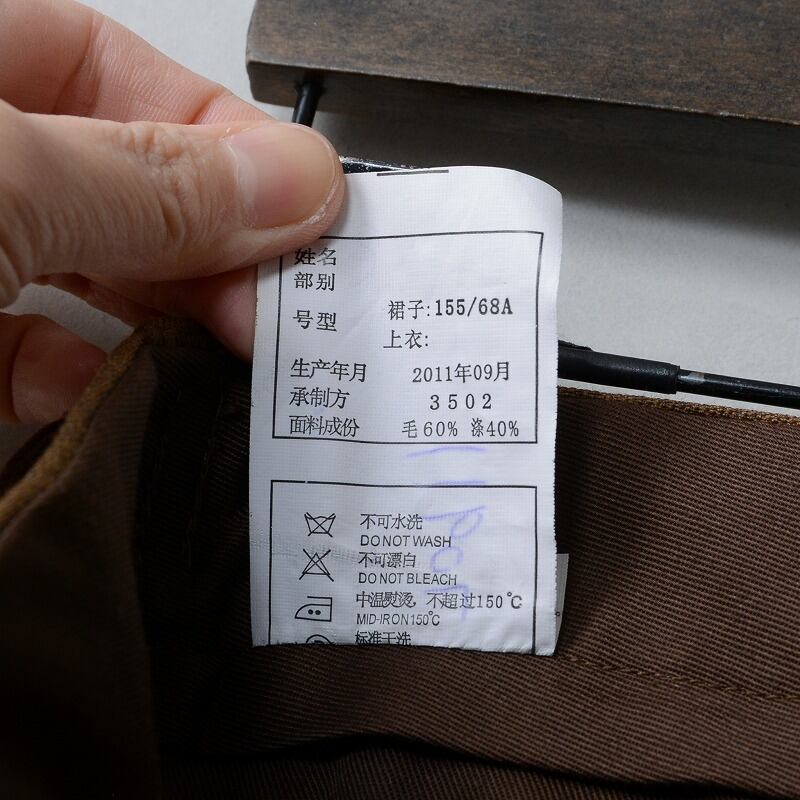 姓名
部别
号型 裙子:155/68A
上衣:
生产年月 2011年09月
承制方 3502
面料成份 毛60% 涤40%
不可水洗
DO NOT WASH
不可漂白
DO NOT BLEACH
中温熨烫，不超过150℃
MID-IRON150℃
标准干洗